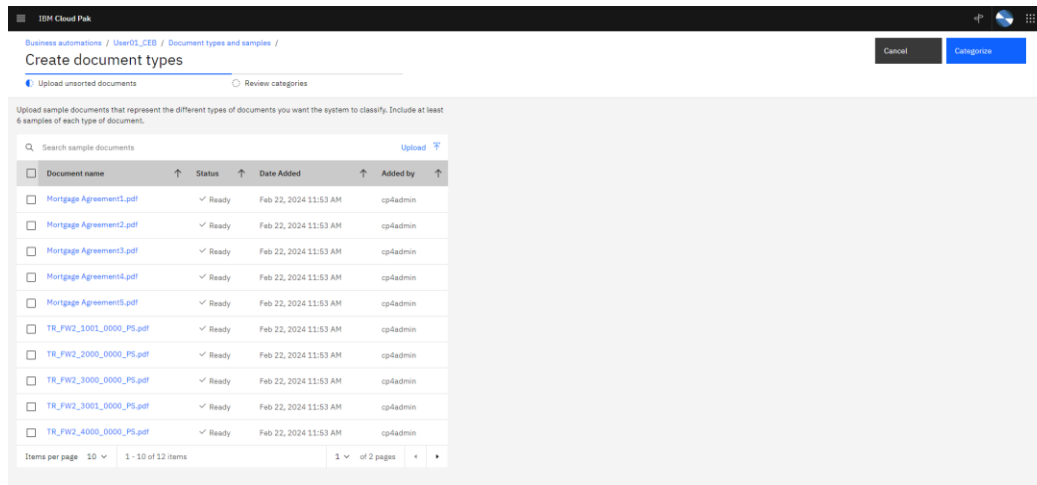 IBM Cloud Pak
Business automations / User01_CEB / Document types and samples /
Create document types
Cancel
Categorize
Upload unsorted documents
Review categories
Upload sample documents that represent the different types of documents you want the system to classify. Include at least
6 samples of each type of document.
Search sample documents
Upload
Document name Status Date Added Added by
Mortgage Agreement1.pdf Ready Feb 22, 2024 11:53 AM cp4admin
Mortgage Agreement2.pdf Ready Feb 22, 2024 11:53 AM cp4admin
Mortgage Agreement3.pdf Ready Feb 22, 2024 11:53 AM cp4admin
Mortgage Agreement4.pdf Ready Feb 22, 2024 11:53 AM cp4admin
Mortgage Agreement5.pdf Ready Feb 22, 2024 11:53 AM cp4admin
TR_FW2_1001_0000_PS.pdf Ready Feb 22, 2024 11:53 AM cp4admin
TR_FW2_2000_0000_PS.pdf Ready Feb 22, 2024 11:53 AM cp4admin
TR_FW2_3000_0000_PS.pdf Ready Feb 22, 2024 11:53 AM cp4admin
TR_FW2_3001_0000_PS.pdf Ready Feb 22, 2024 11:53 AM cp4admin
TR_FW2_4000_0000_PS.pdf Ready Feb 22, 2024 11:53 AM cp4admin
Items per page 10 1 - 10 of 12 items 1 of 2 pages